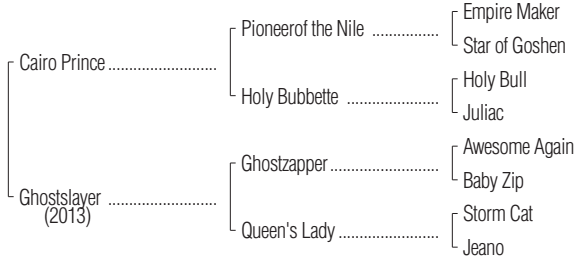 Empire Maker
Pioneerof the Nile ..................
Star of Goshen
Cairo Prince .............................
Holy Bull
Holy Bubbette .........................
Juliac
Awesome Again
Ghostzapper.............................
Baby Zip
Ghostslayer .............................
(2013)
Storm Cat
Queen's Lady ...........................
Jeano